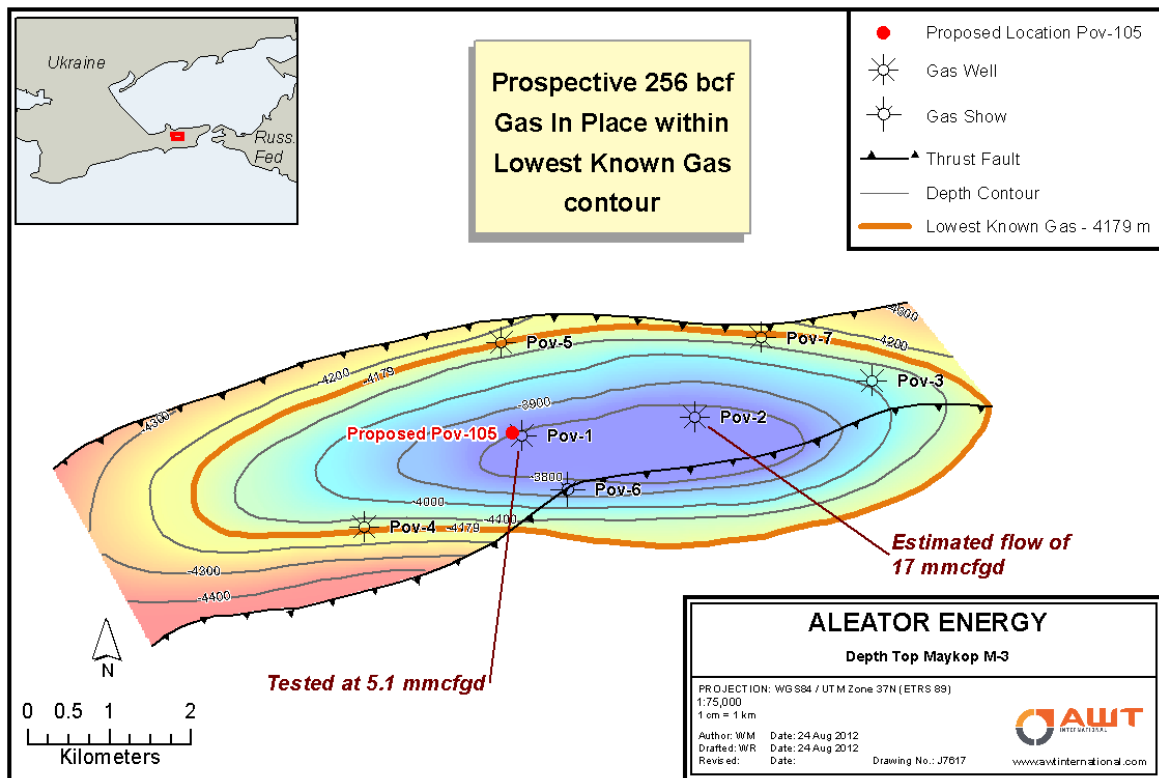 Ukraine
Russ.
Fed
Prospective 256 bcf
Gas In Place within
Lowest Known Gas
contour
Proposed Location Pov-105
Gas Well
Gas Show
Thrust Fault
Depth Contour
Lowest Known Gas - 4179 m
-4000
-4200
Pov-5
Pov-7
-4200
-4179
Pov-3
-4300
-3900
Pov-2
Proposed Pov-105
Pov-1
-3800
Pov-6
-4000
-4100
Pov-4
-4179
-4300
-4400
Estimated flow of
17 mmcfgd
Tested at 5.1 mmcfgd
N
0 0.5 1 2
Kilometers
ALEATOR ENERGY
Depth Top Maykop M-3
PROJECTION: WGS84 / UTM Zone 37N (ETRS 89)
1:75,000
1 cm = 1 km
Author: WM Date: 24 Aug 2012
Drafted: WR Date: 24 Aug 2012
Revised: Date: Drawing No.: J7617
AWT
INTERNATIONAL
www.awtinternational.com